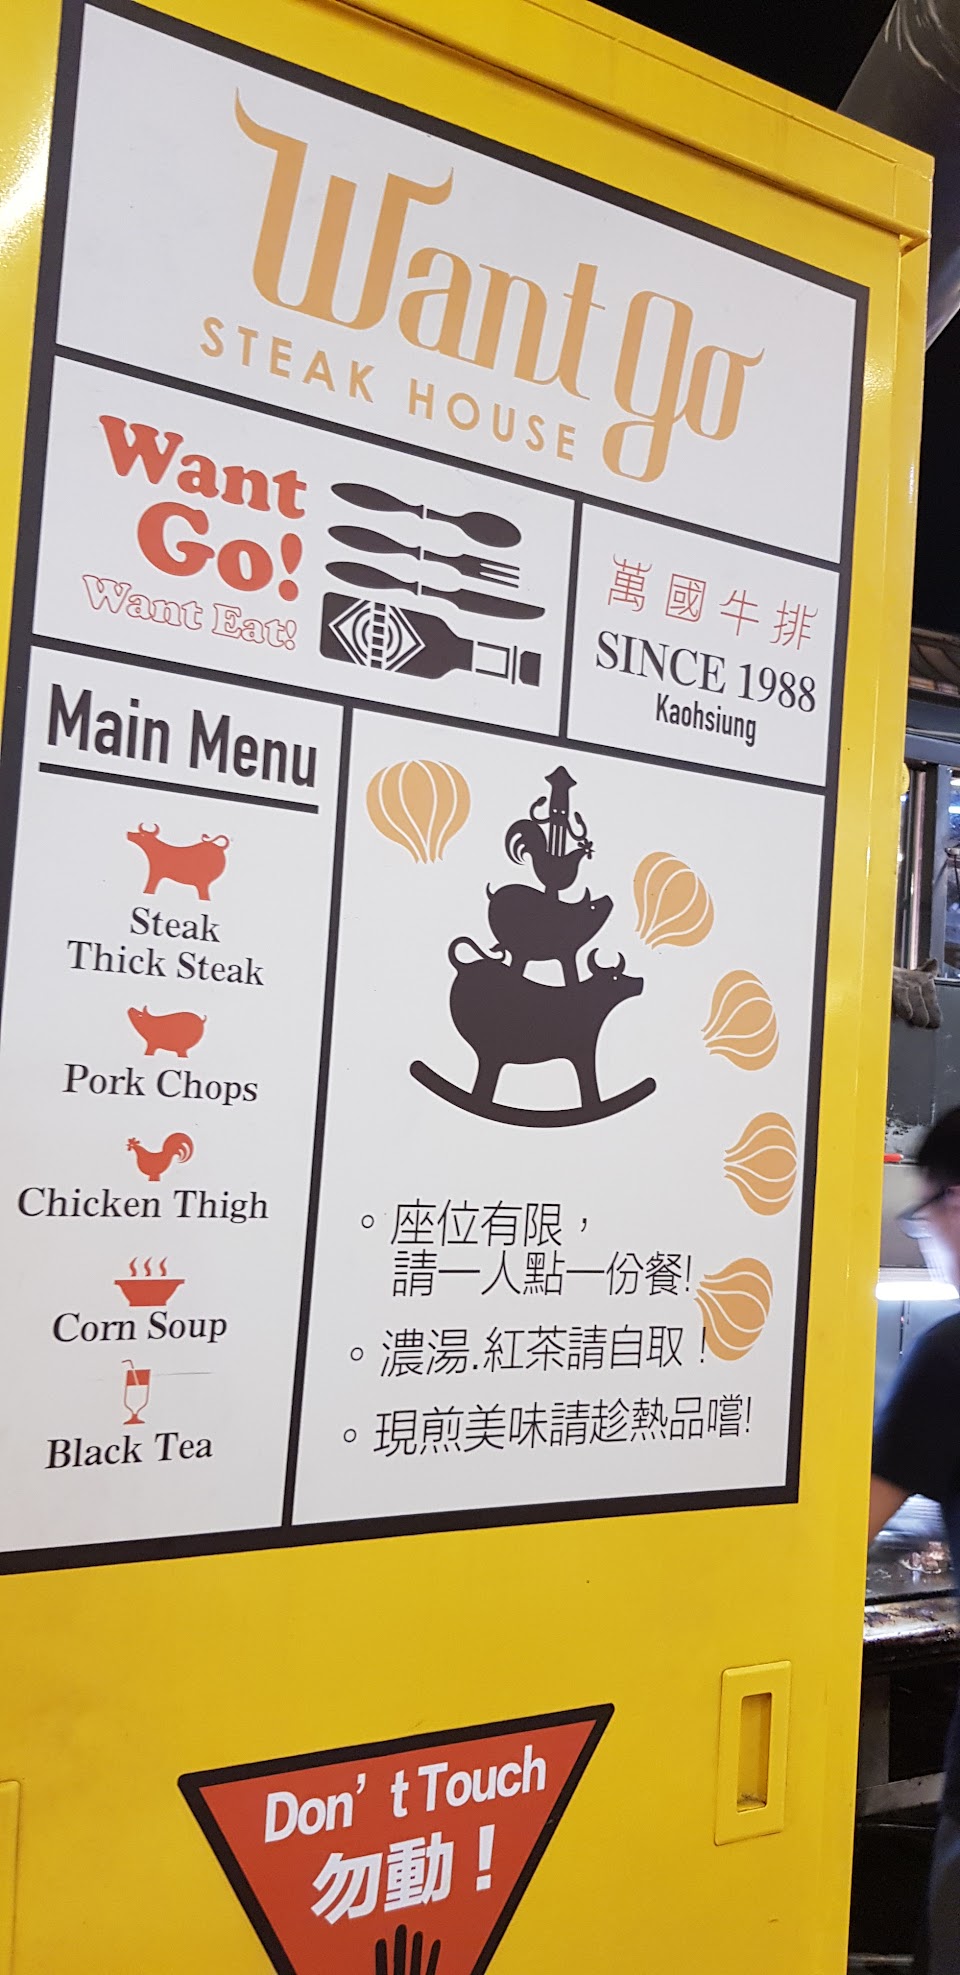 Want go
STEAK HOUSE
Want
Go!
Want Eat!
萬國牛排
SINCE 1988
Kaohsiung
Main Menu
Steak
Thick Steak
Pork Chops
Chicken Thigh
Corn Soup
Black Tea
。座位有限，
請一人點一份餐!
。濃湯.紅茶請自取！
。現煎美味請趁熱品嚐!
Don't Touch
勿動！